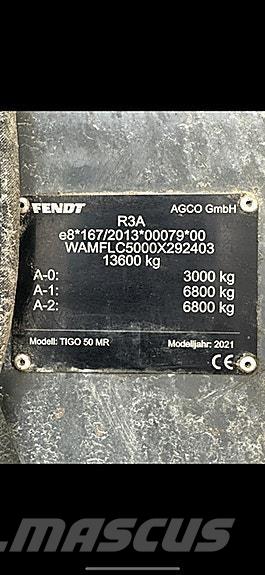 FENDT AGCO GmbH
R3A
e8*167/2013*00079*00
WAMFLC5000X292403
13600 kg
A-0: 3000 kg
A-1: 6800 kg
A-2: 6800 kg
Modell: TIGO 50 MR Modelljahr: 2021
CE
MASCUS